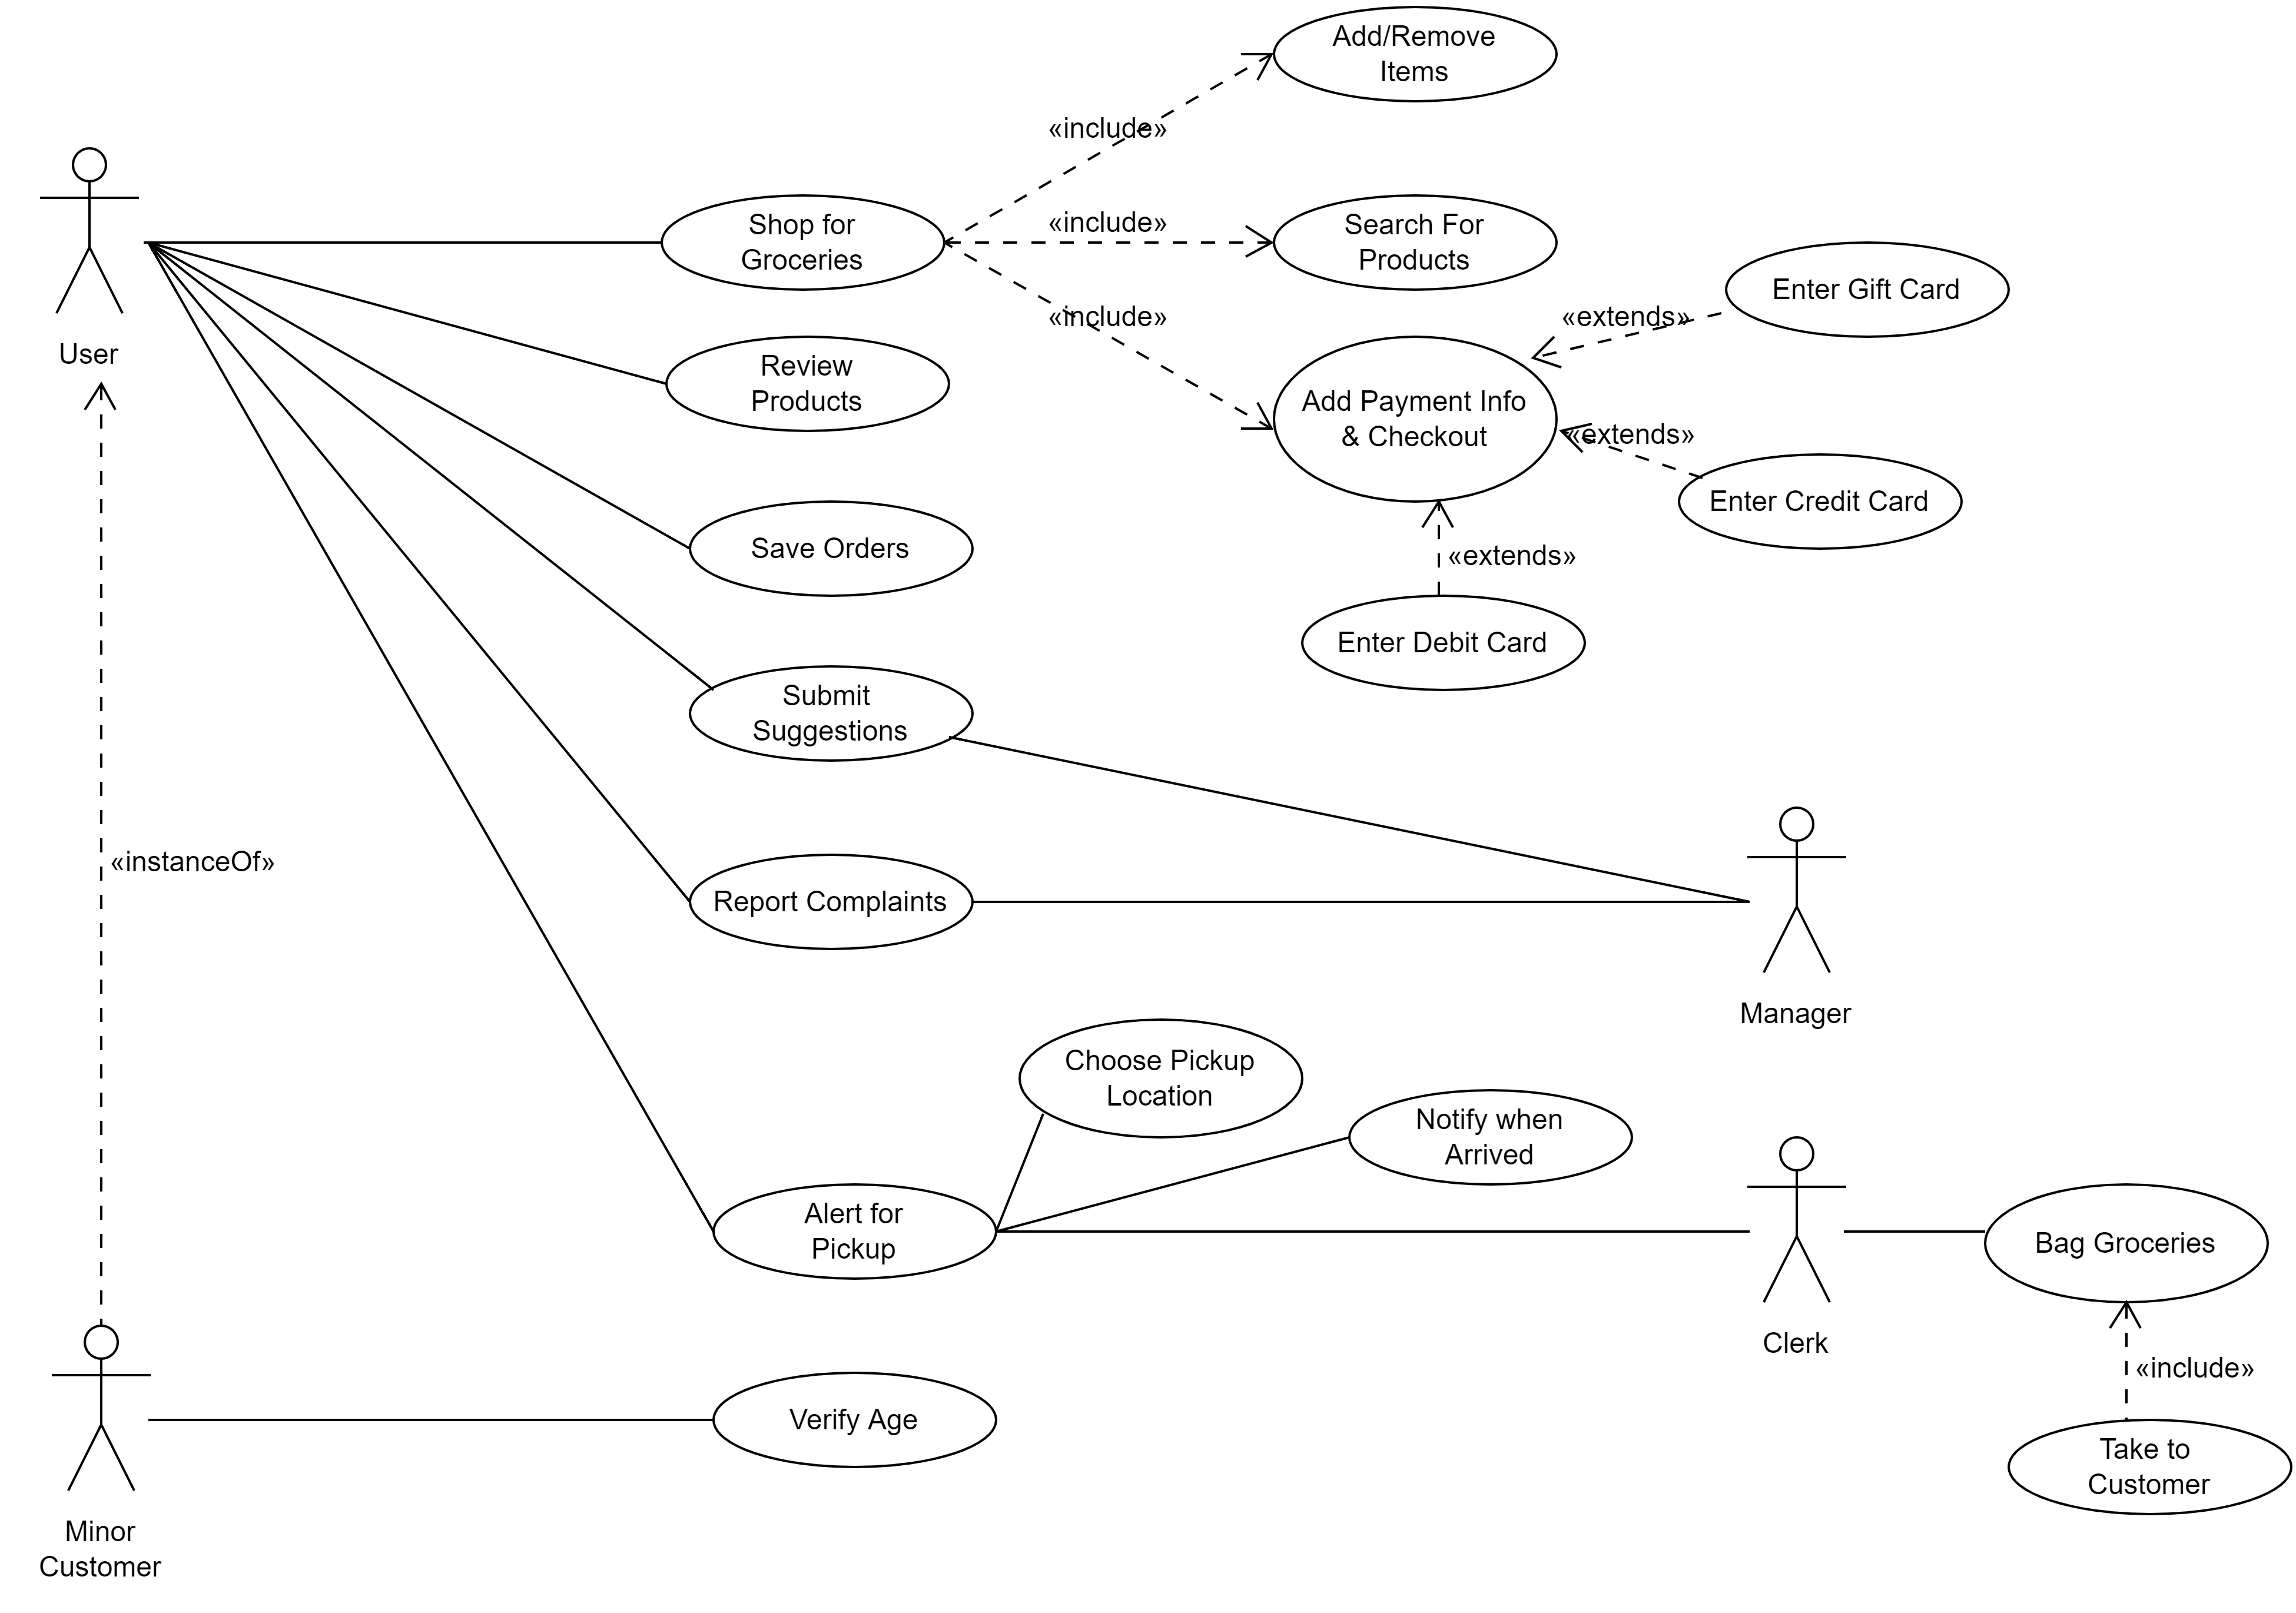 Add/Remove
Items
«include»
User
Shop for
Groceries
«include»
Search For
Products
«include»
Enter Gift Card
«extends»
Review
Products
Add Payment Info
& Checkout
«extends»
Enter Credit Card
Save Orders
«extends»
Enter Debit Card
Submit
Suggestions
«instanceOf»
Report Complaints
Manager
Choose Pickup
Location
Notify when
Arrived
Alert for
Pickup
Bag Groceries
Clerk
«include»
Verify Age
Take to
Customer
Minor
Customer